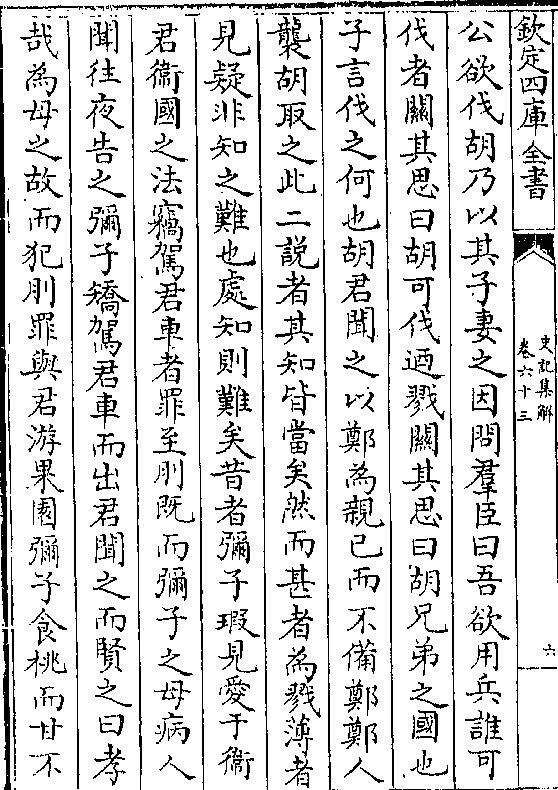 欽定四庫全書
史記集解
卷六十三
六
公欲伐胡乃以其子妻之因問羣臣曰吾欲用兵誰可
伐者關其思曰胡可伐迺戮關其思曰胡兄弟之國也
子言伐之何也胡君聞之以鄭為親己而不備鄭鄭人
襲胡取之此二説者其知皆當矣然而甚者為戮薄者
見疑非知之難也處知則難矣昔者彌子瑕見愛于衛
君衛國之法竊駕君車者罪至刖既而彌子之母病人
聞往夜告之彌子矯駕君車而出君聞之而賢之曰孝
哉為母之故而犯刖罪與君游果園彌子食桃而甘不